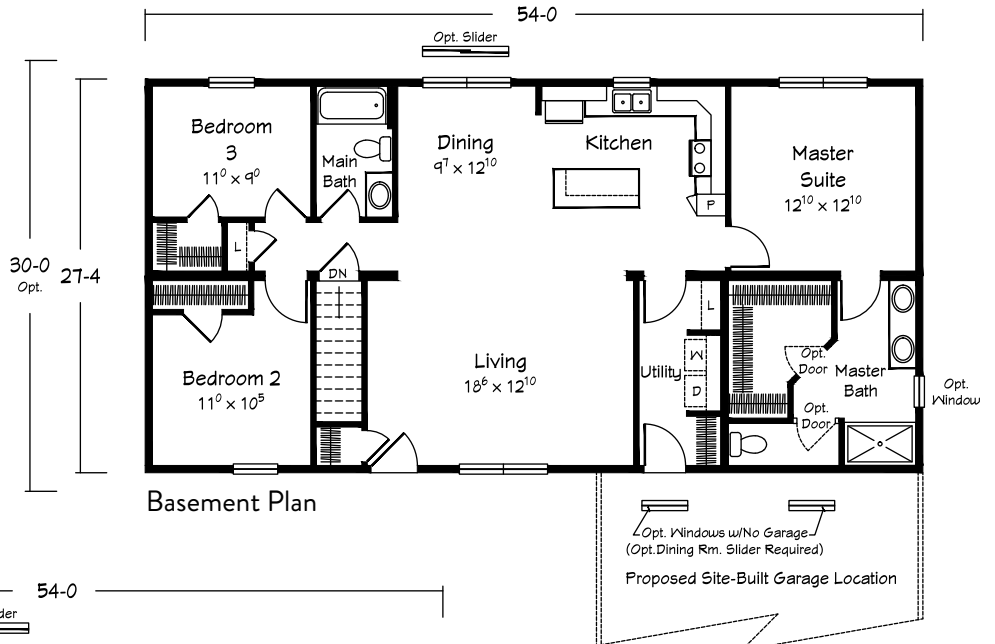 54-0
Opt. Slider
Bedroom
3
11⁰ x 9⁰
Main
Bath
Dining
9⁷ x 12¹⁰
Kitchen
Master
Suite
12¹⁰ x 12¹⁰
P
L
DN
30-0
Opt.
27-4
L
Living
18⁶ x 12¹⁰
Utility
W
D
Opt.
Door
Master
Bath
Opt.
Door
Opt.
Window
Bedroom 2
11⁰ x 10⁵
Basement Plan
Opt. Windows w/No Garage
(Opt.Dining Rm. Slider Required)
Proposed Site-Built Garage Location
54-0
der